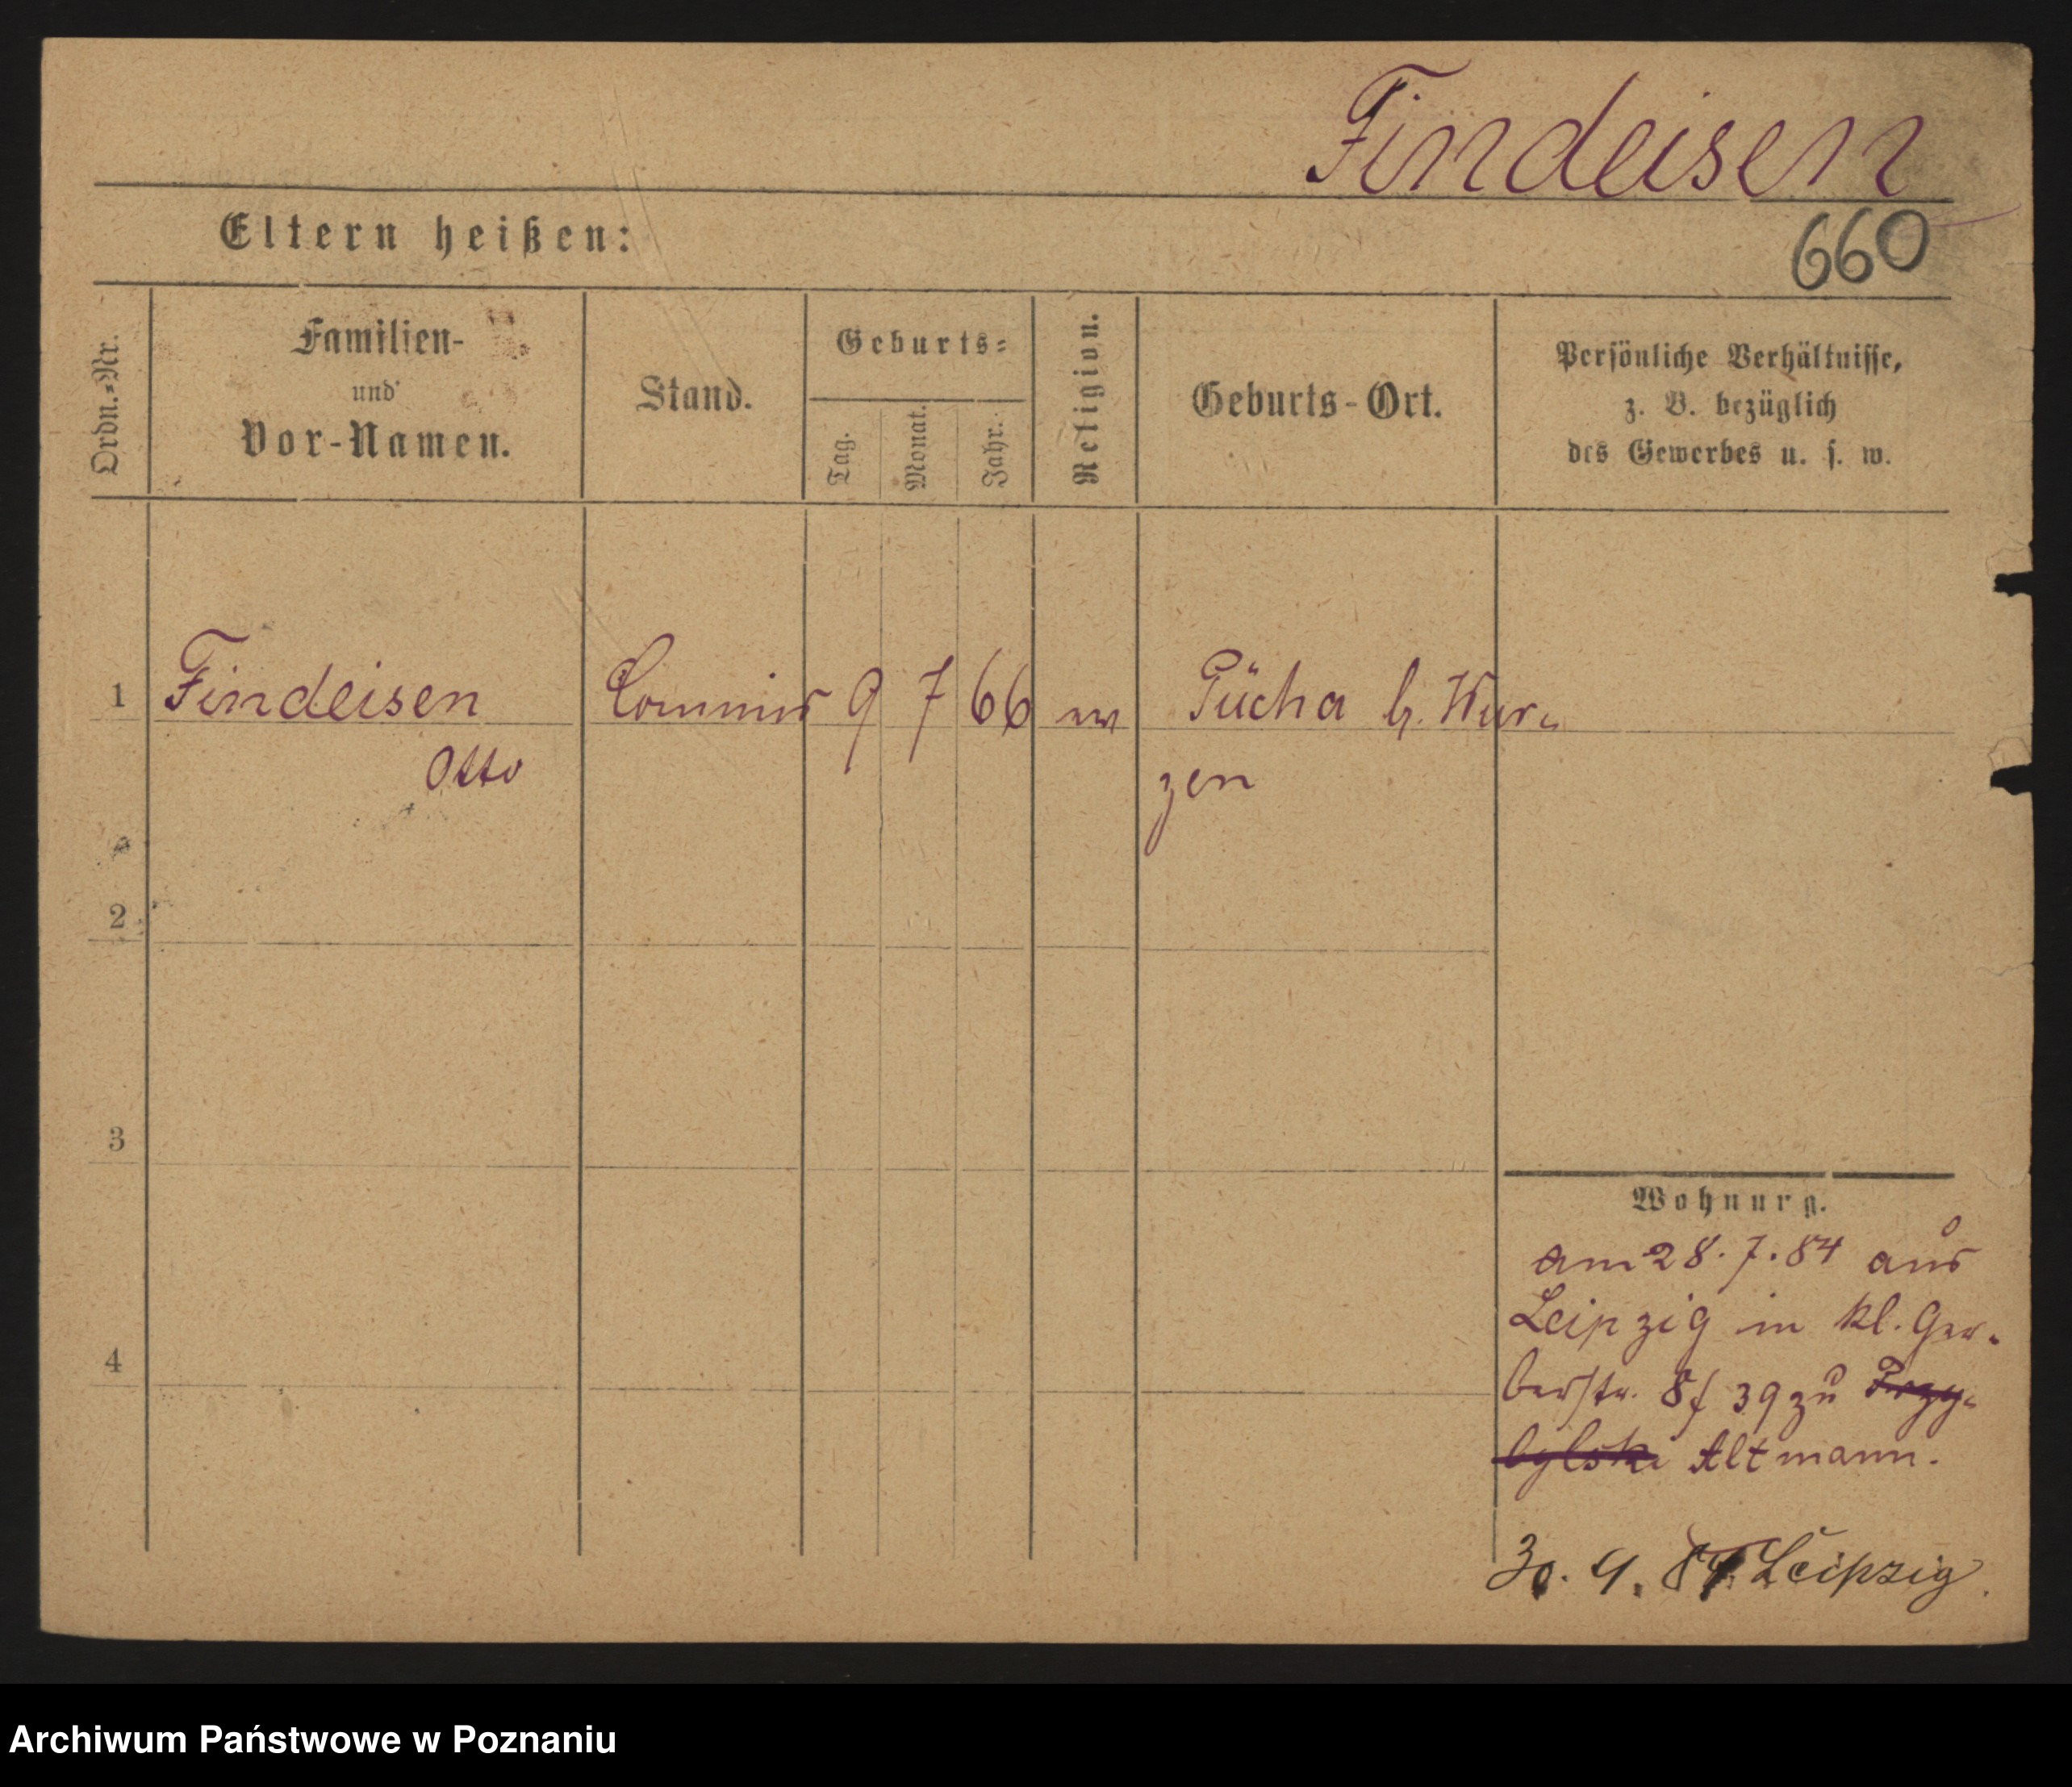 Findeisen
660
Eltern heißen:
Ordn.=Nr.
Familien-
und
Vor-Namen.
Stand.
Geburts=
Tag.
Monat.
Jahr.
Religion.
Geburts-Ort.
Persönliche Verhältnisse,
z. B. bezüglich
des Gewerbes u. s. w.
1 Findeisen Commis 9 7 66 ev Pücha b. Wur-
Otto zen
2
3
4
Wohnung.
am 28.7.84 aus
Leipzig in kl. Ger-
berstr. 8f 39 zu Przy-
bylski Altmann.
30. 9. 84 Leipzig.
Archiwum Państwowe w Poznaniu